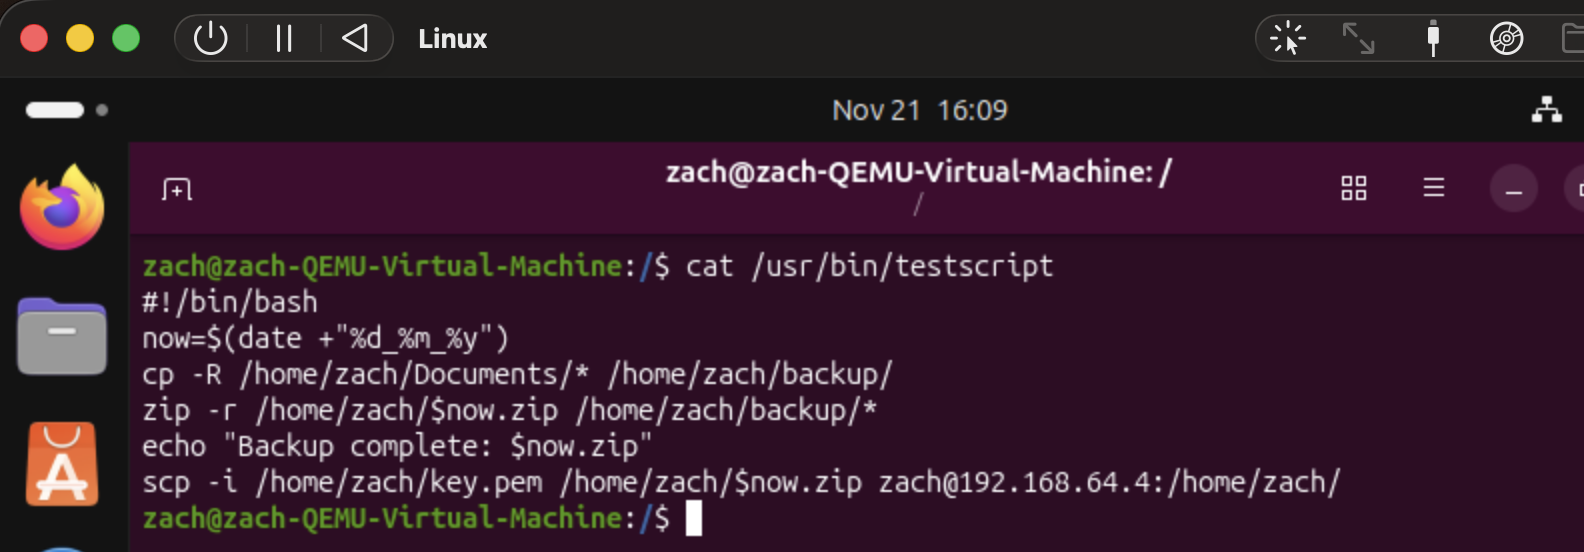 Linux
Nov 21 16:09
zach@zach-QEMU-Virtual-Machine: /
/
zach@zach-QEMU-Virtual-Machine:/$ cat /usr/bin/testscript
#!/bin/bash
now=$(date +"%d_%m_%y")
cp -R /home/zach/Documents/* /home/zach/backup/
zip -r /home/zach/$now.zip /home/zach/backup/*
echo "Backup complete: $now.zip"
scp -i /home/zach/key.pem /home/zach/$now.zip zach@192.168.64.4:/home/zach/
zach@zach-QEMU-Virtual-Machine:/$